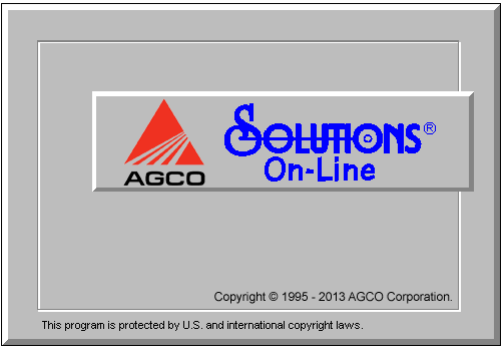 AGCO
SOLUTIONS®
On-Line
Copyright © 1995 - 2013 AGCO Corporation.
This program is protected by U.S. and international copyright laws.